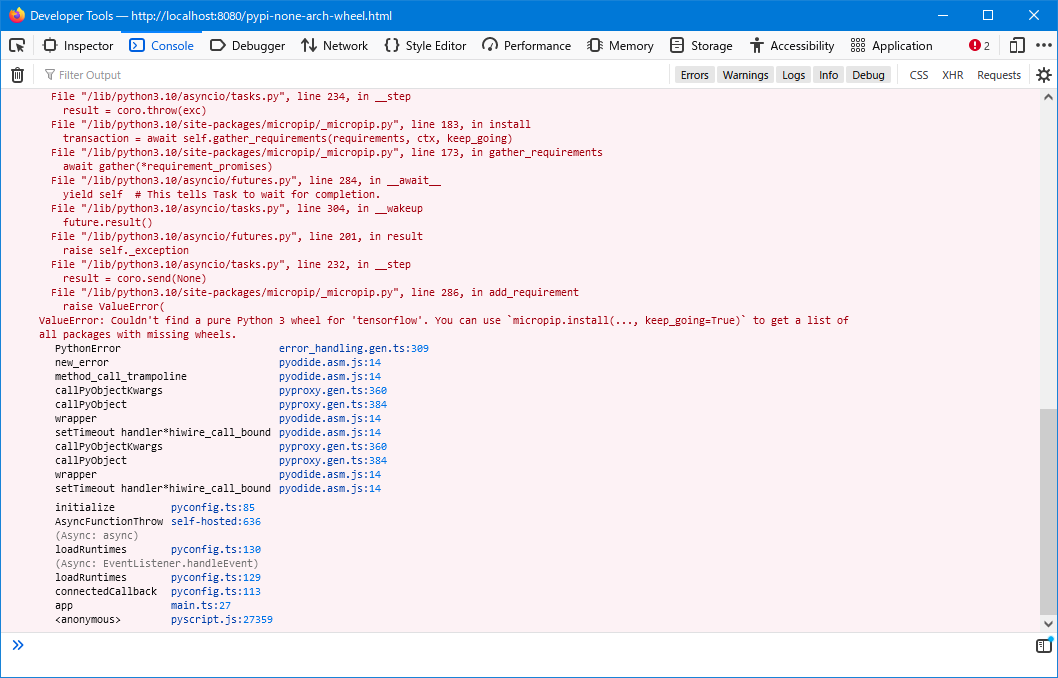 Developer Tools — http://localhost:8080/pypi-none-arch-wheel.html
Inspector Console Debugger Network Style Editor Performance Memory Storage Accessibility Application 2
Filter Output Errors Warnings Logs Info Debug CSS XHR Requests
File "/lib/python3.10/asyncio/tasks.py", line 234, in __step
result = coro.throw(exc)
File "/lib/python3.10/site-packages/micropip/_micropip.py", line 183, in install
transaction = await self.gather_requirements(requirements, ctx, keep_going)
File "/lib/python3.10/site-packages/micropip/_micropip.py", line 173, in gather_requirements
await gather(*requirement_promises)
File "/lib/python3.10/asyncio/futures.py", line 284, in __await__
yield self  # This tells Task to wait for completion.
File "/lib/python3.10/asyncio/tasks.py", line 304, in __wakeup
future.result()
File "/lib/python3.10/asyncio/futures.py", line 201, in result
raise self._exception
File "/lib/python3.10/asyncio/tasks.py", line 232, in __step
result = coro.send(None)
File "/lib/python3.10/site-packages/micropip/_micropip.py", line 286, in add_requirement
raise ValueError(
ValueError: Couldn't find a pure Python 3 wheel for 'tensorflow'. You can use `micropip.install(..., keep_going=True)` to get a list of
all packages with missing wheels.
PythonError error_handling.gen.ts:309
new_error pyodide.asm.js:14
method_call_trampoline pyodide.asm.js:14
callPyObjectKwargs pyproxy.gen.ts:360
callPyObject pyproxy.gen.ts:384
wrapper pyodide.asm.js:14
setTimeout handler*hiwire_call_bound pyodide.asm.js:14
callPyObjectKwargs pyproxy.gen.ts:360
callPyObject pyproxy.gen.ts:384
wrapper pyodide.asm.js:14
setTimeout handler*hiwire_call_bound pyodide.asm.js:14
initialize pyconfig.ts:85
AsyncFunctionThrow self-hosted:636
(Async: async)
loadRuntimes pyconfig.ts:130
(Async: EventListener.handleEvent)
loadRuntimes pyconfig.ts:129
connectedCallback pyconfig.ts:113
app main.ts:27
<anonymous> pyscript.js:27359